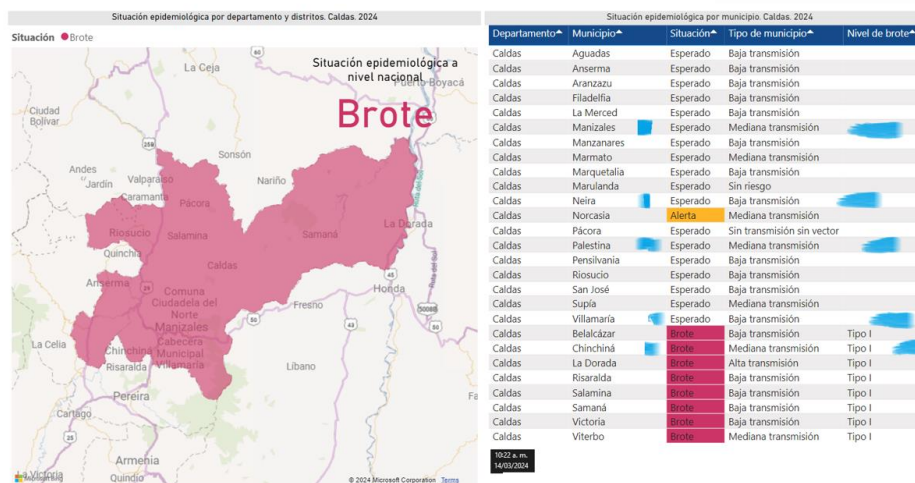 Situación epidemiológica por departamento y distritos. Caldas. 2024
Situación Brote
Situación epidemiológica a
nivel nacional
Brote
60
La Ceja
Puerto Boyacá
Ciudad
Bolívar
25B
Sonsón
Andes
Jardín
Valparaíso
Caramanta
Nariño
Pácora
Riosucio
Salamina
Samaná
La Dorada
Quinchía
Caldas
45
Ruta del Sol
Anserma
25
Comuna
Ciudadela del
Norte
Manizales
Honda
Fresno
50
43
La Celia
Chinchiná
Cabecera
Municipal
Villamaría
Risaralda
Líbano
Pereira
Cartago
25
Armenia
Quindío
La Victoria
Microsoft
© 2024 Microsoft Corporation Terms
Situación epidemiológica por municipio. Caldas. 2024
Departamento Municipio Situación Tipo de municipio Nivel de brote
Caldas Aguadas Esperado Baja transmisión
Caldas Anserma Esperado Baja transmisión
Caldas Aranzazu Esperado Baja transmisión
Caldas Filadelfia Esperado Baja transmisión
Caldas La Merced Esperado Baja transmisión
Caldas Manizales Esperado Mediana transmisión
Caldas Manzanares Esperado Baja transmisión
Caldas Marmato Esperado Mediana transmisión
Caldas Marquetalia Esperado Baja transmisión
Caldas Marulanda Esperado Sin riesgo
Caldas Neira Esperado Baja transmisión
Caldas Norcasia Alerta Mediana transmisión
Caldas Pácora Esperado Sin transmisión sin vector
Caldas Palestina Esperado Mediana transmisión
Caldas Pensilvania Esperado Baja transmisión
Caldas Riosucio Esperado Baja transmisión
Caldas San José Esperado Baja transmisión
Caldas Supía Esperado Mediana transmisión
Caldas Villamaría Esperado Baja transmisión
Caldas Belalcázar Brote Baja transmisión Tipo I
Caldas Chinchiná Brote Mediana transmisión Tipo I
Caldas La Dorada Brote Alta transmisión Tipo I
Caldas Risaralda Brote Baja transmisión Tipo I
Caldas Salamina Brote Baja transmisión Tipo I
Caldas Samaná Brote Baja transmisión Tipo I
Caldas Victoria Brote Baja transmisión Tipo I
Caldas Viterbo Brote Mediana transmisión Tipo I
10:22 a. m.
14/03/2024